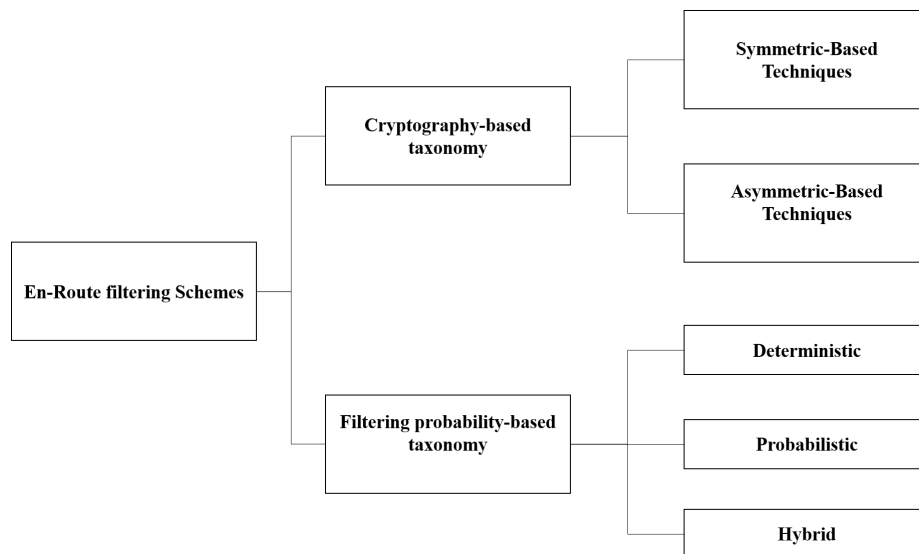 Symmetric-Based
Techniques
Cryptography-based
taxonomy
Asymmetric-Based
Techniques
En-Route filtering Schemes
Deterministic
Filtering probability-based
taxonomy
Probabilistic
Hybrid